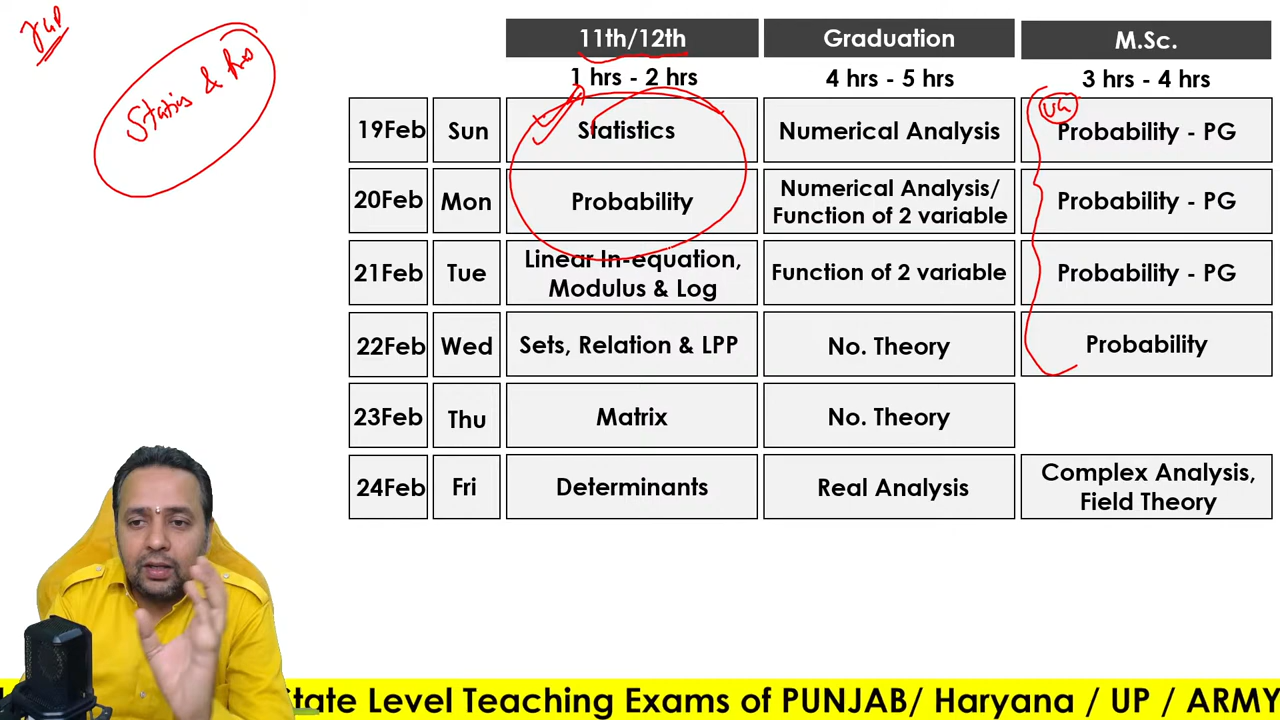 11th/12th Graduation M.Sc.
1 hrs - 2 hrs 4 hrs - 5 hrs 3 hrs - 4 hrs
19Feb Sun Statistics Numerical Analysis Probability - PG
20Feb Mon Probability Numerical Analysis/ Probability - PG
Function of 2 variable
21Feb Tue Linear In-equation, Function of 2 variable Probability - PG
Modulus & Log
22Feb Wed Sets, Relation & LPP No. Theory Probability
23Feb Thu Matrix No. Theory
24Feb Fri Determinants Real Analysis Complex Analysis,
Field Theory
State Level Teaching Exams of PUNJAB/ Haryana / UP / ARMY